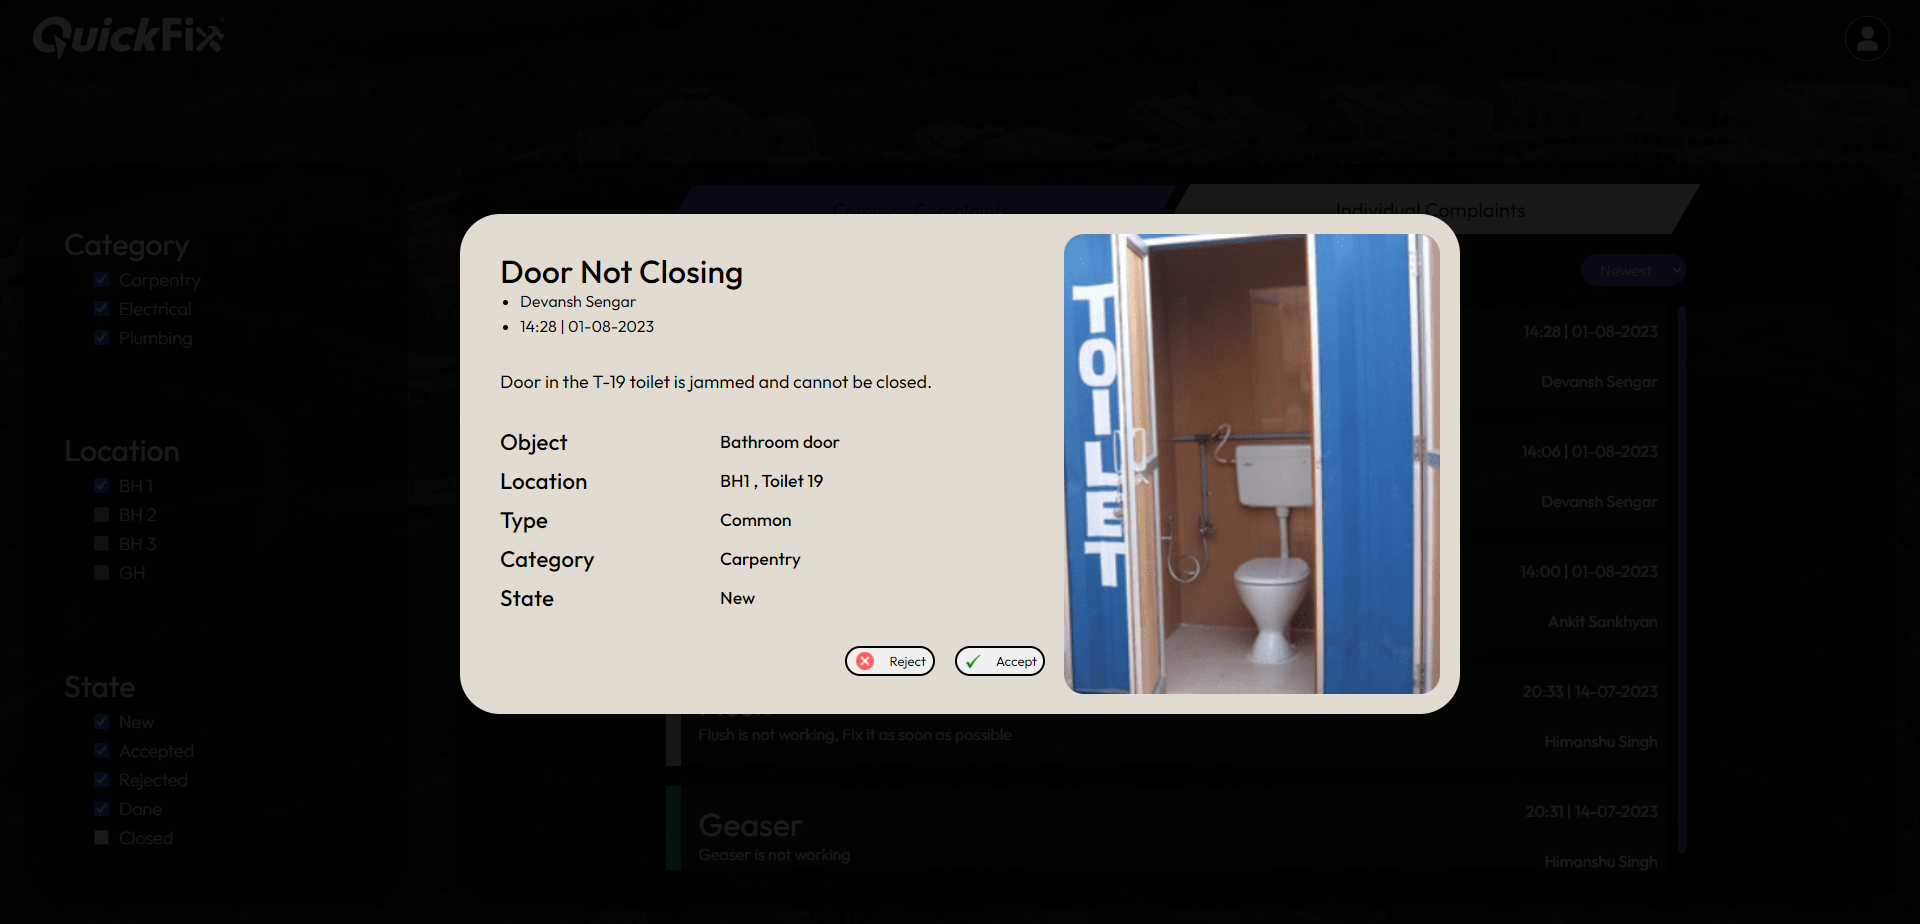 QuickFix
Common Complaints
Individual Complaints
Category
Carpentry
Electrical
Plumbing
Location
BH 1
BH 2
BH 3
GH
State
New
Accepted
Rejected
Done
Closed
Door Not Closing
Devansh Sengar
14:28 | 01-08-2023
Door in the T-19 toilet is jammed and cannot be closed.
Object Bathroom door
Location BH1 , Toilet 19
Type Common
Category Carpentry
State New
Reject Accept
TOILET
Newest
14:28 | 01-08-2023
Devansh Sengar
14:06 | 01-08-2023
Devansh Sengar
14:00 | 01-08-2023
Ankit Sankhyan
20:33 | 14-07-2023
Flush is not working, Fix it as soon as possible
Himanshu Singh
20:31 | 14-07-2023
Geaser
Geaser is not working
Himanshu Singh